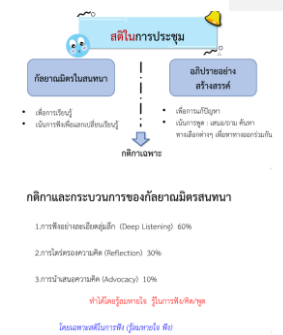 สติในการประชุม
กัลยาณมิตรในสนทนา
• เพื่อการเรียนรู้
• เน้นการฟังเพื่อแลกเปลี่ยนเรียนรู้
อภิปรายอย่าง
สร้างสรรค์
• เพื่อการแก้ปัญหา
• เน้นการพูด : เสนอ/ถาม ค้นหา
ทางเลือกต่างๆ เพื่อหาทางออกร่วมกัน
กติกาเฉพาะ
กติกาและกระบวนการของกัลยาณมิตรสนทนา
1.การฟังอย่างละเอียดลุ่มลึก (Deep Listening) 60%
2.การไตร่ตรองความคิด (Reflection) 30%
3.การนำเสนอความคิด (Advocacy) 10%
ทำได้โดยรู้ลมหายใจ รู้ในการฟัง/คิด/พูด
โดยเฉพาะสติในการฟัง (รู้ลมหายใจ ฟัง)